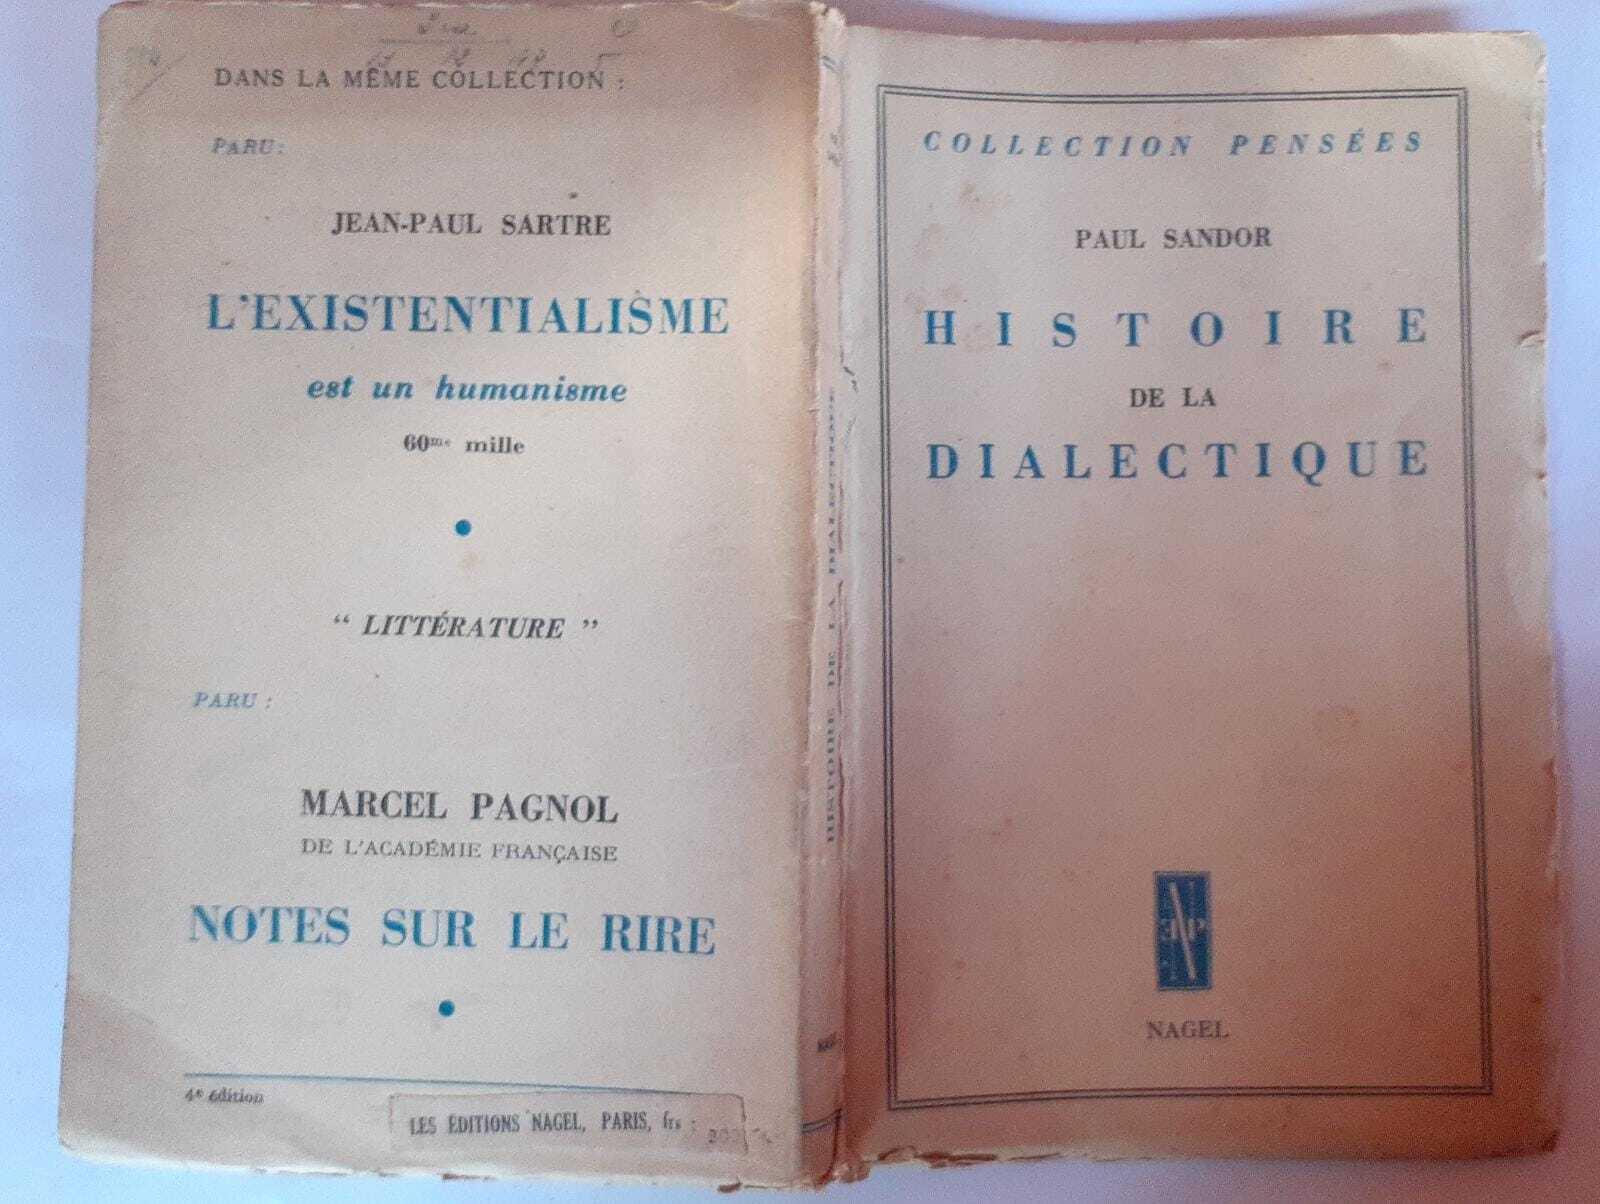 DANS LA MÊME COLLECTION :
PARU :
JEAN-PAUL SARTRE
L'EXISTENTIALISME
est un humanisme
60me mille
“ LITTÉRATURE ”
PARU :
MARCEL PAGNOL
DE L'ACADÉMIE FRANÇAISE
NOTES SUR LE RIRE
4e édition
LES ÉDITIONS NAGEL, PARIS, frs :
HISTOIRE DE LA DIALECTIQUE
COLLECTION PENSÉES
PAUL SANDOR
HISTOIRE
DE LA
DIALECTIQUE
NAGEL